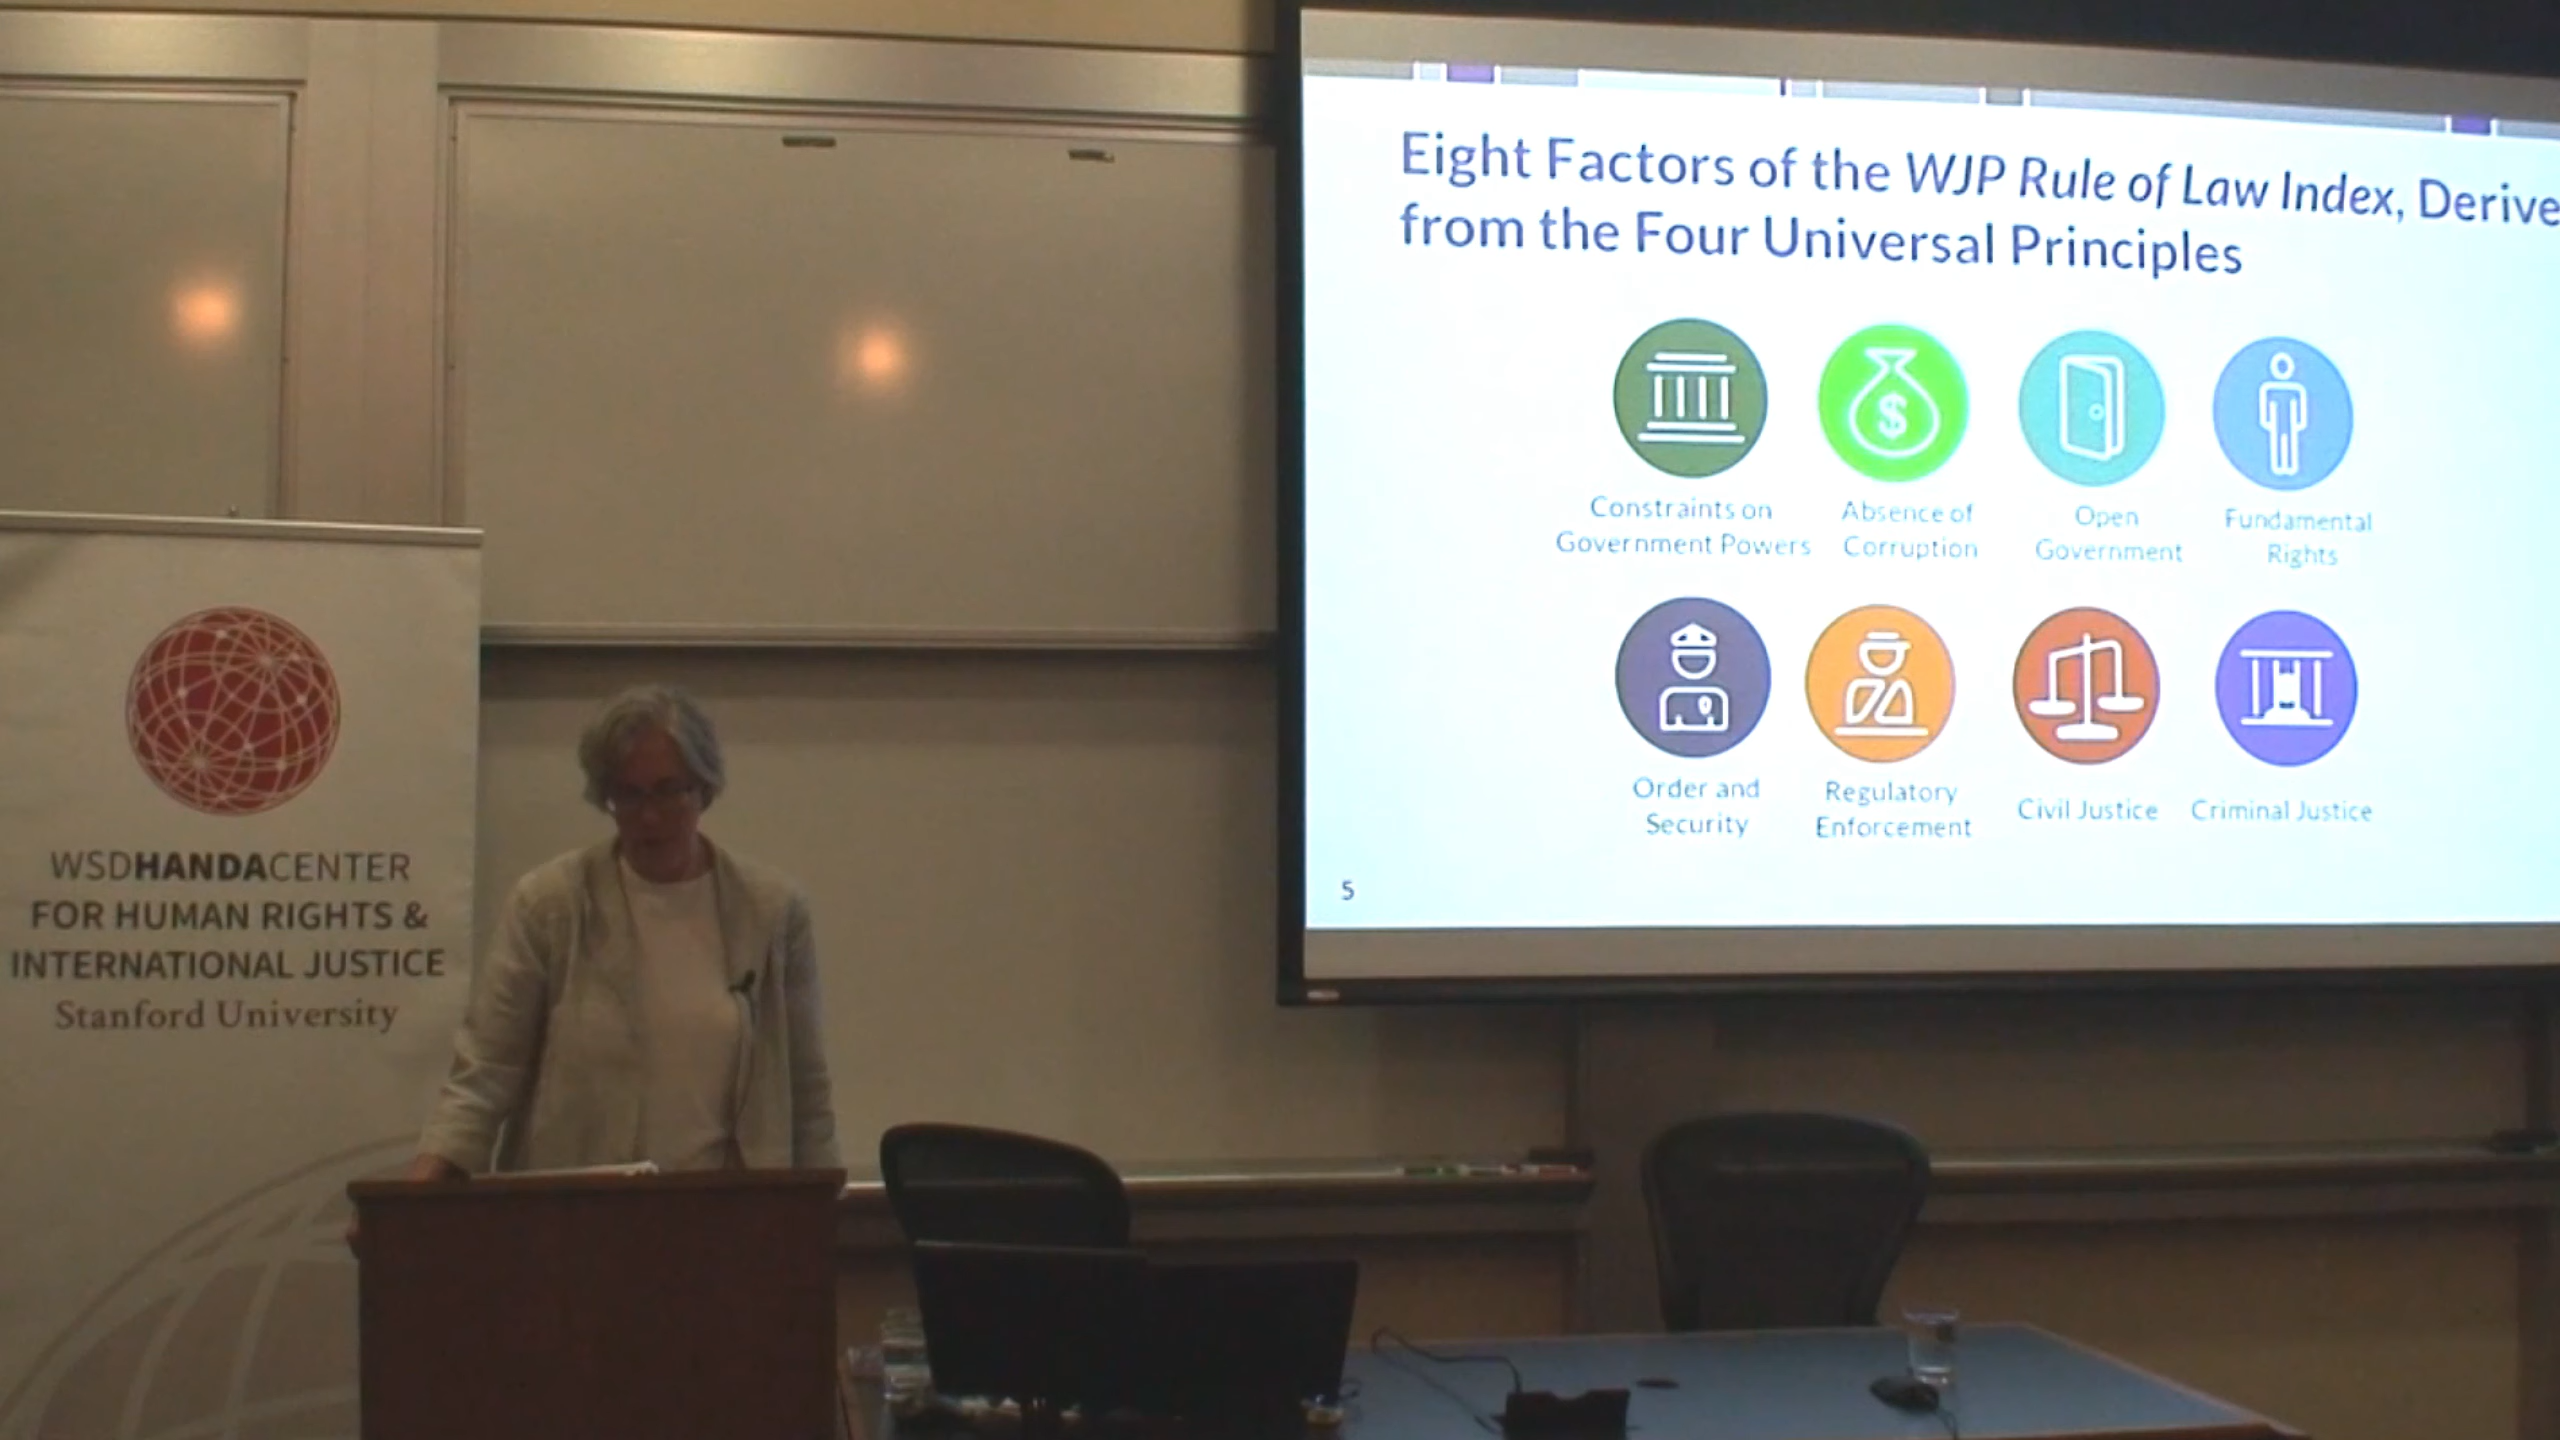 Eight Factors of the WJP Rule of Law Index, Derive
from the Four Universal Principles
$
Constraints on
Government Powers
Absence of
Corruption
Open
Government
Fundamental
Rights
Order and
Security
Regulatory
Enforcement
Civil Justice
Criminal Justice
5
WSDHANDACENTER
FOR HUMAN RIGHTS &
INTERNATIONAL JUSTICE
Stanford University